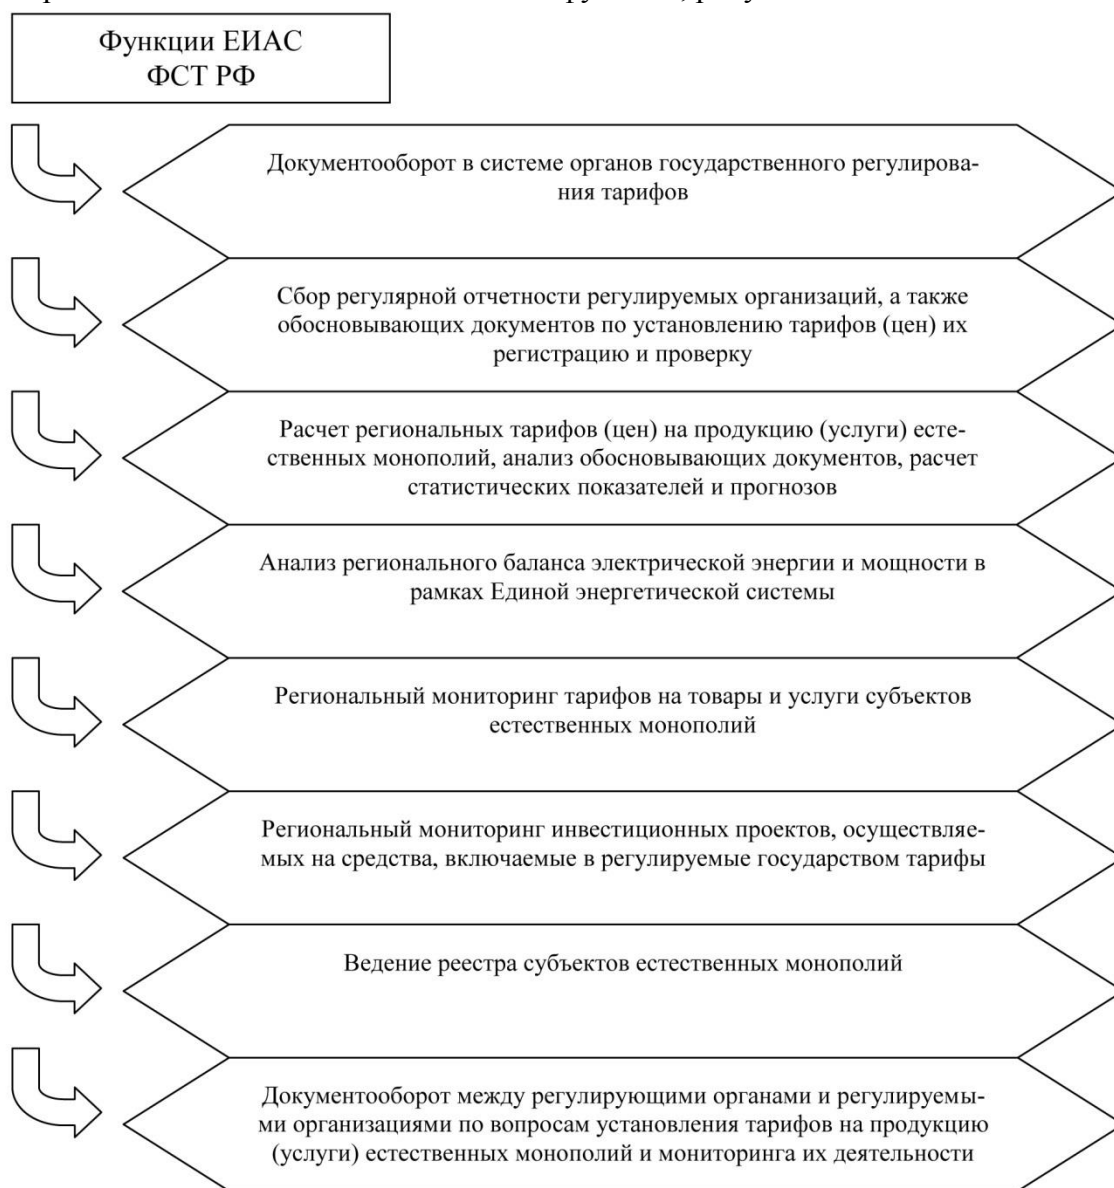 Функции ЕИАС
ФСТ РФ
Документооборот в системе органов государственного регулирова-
ния тарифов
Сбор регулярной отчетности регулируемых организаций, а также
обосновывающих документов по установлению тарифов (цен) их
регистрацию и проверку
Расчет региональных тарифов (цен) на продукцию (услуги) есте-
ственных монополий, анализ обосновывающих документов, расчет
статистических показателей и прогнозов
Анализ регионального баланса электрической энергии и мощности в
рамках Единой энергетической системы
Региональный мониторинг тарифов на товары и услуги субъектов
естественных монополий
Региональный мониторинг инвестиционных проектов, осуществляе-
мых на средства, включаемые в регулируемые государством тарифы
Ведение реестра субъектов естественных монополий
Документооборот между регулирующими органами и регулируемы-
ми организациями по вопросам установления тарифов на продукцию
(услуги) естественных монополий и мониторинга их деятельности